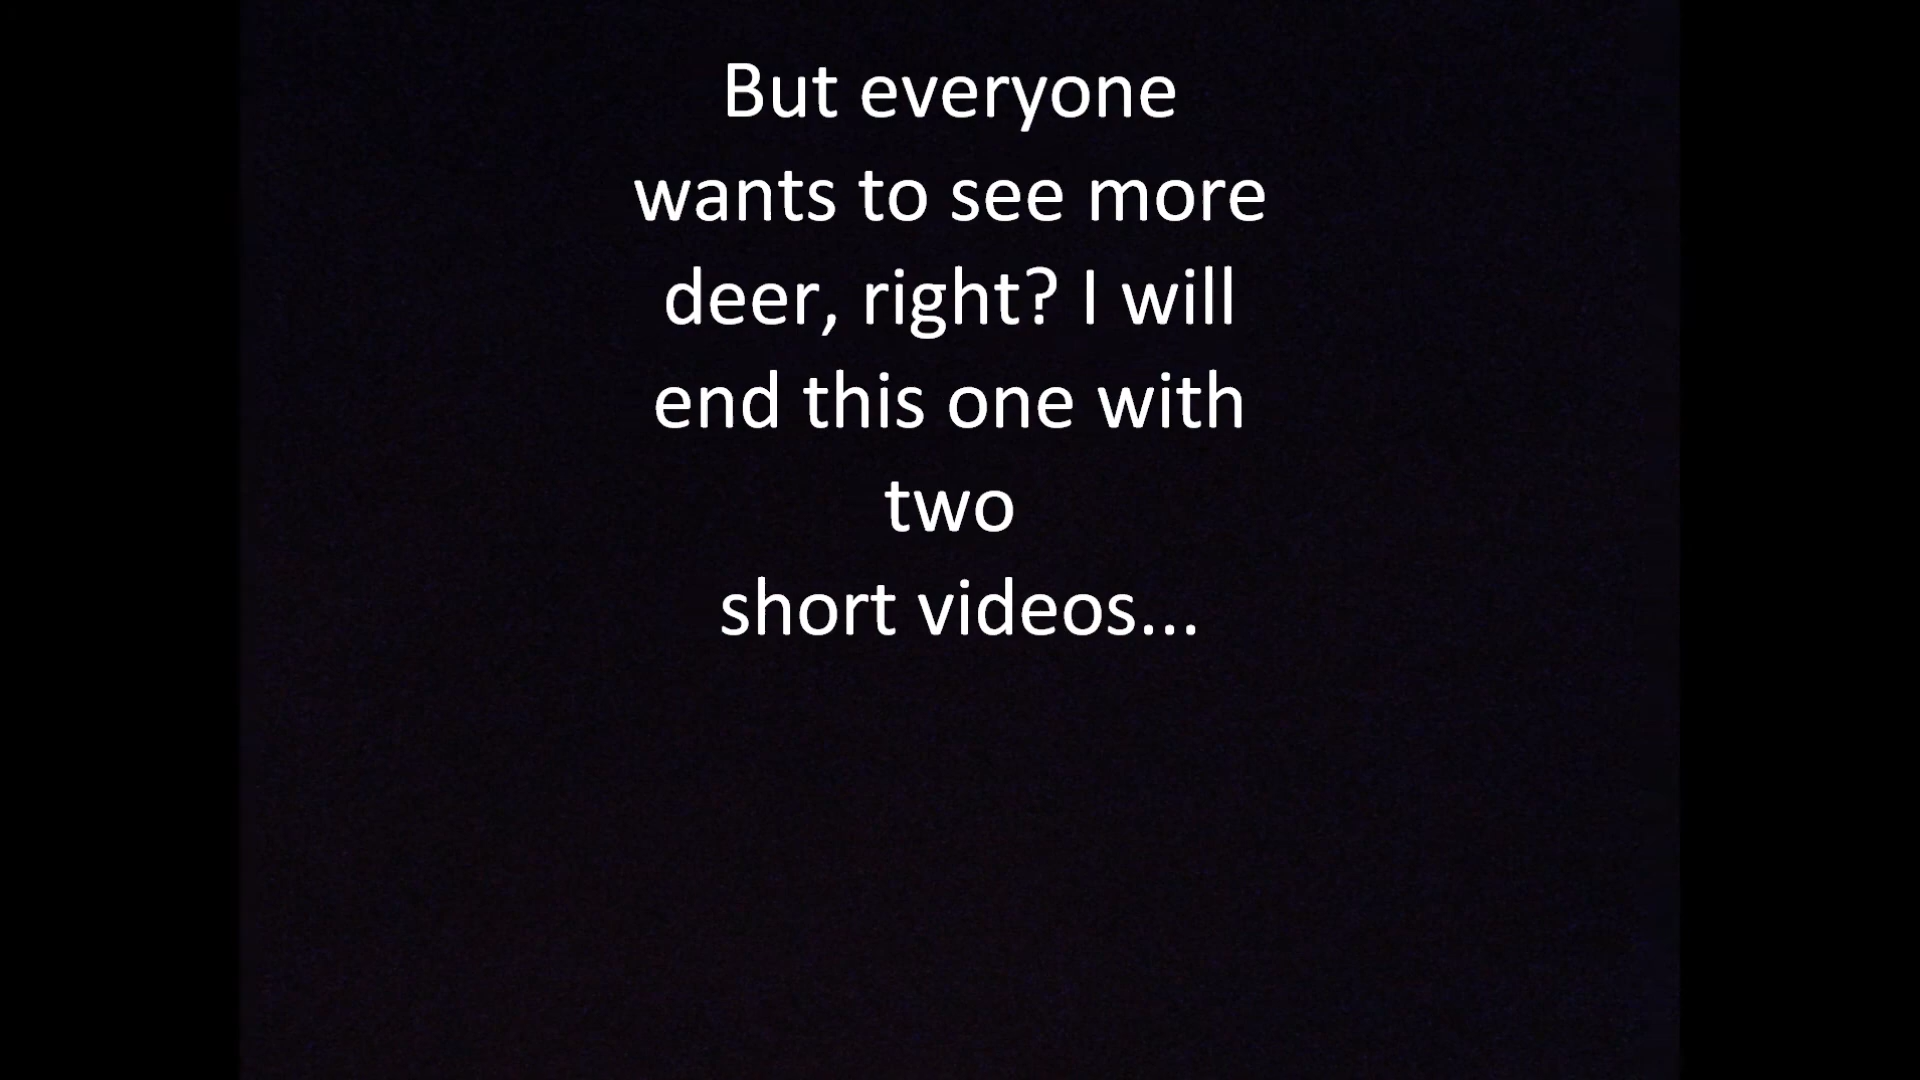 But everyone
wants to see more
deer, right? I will
end this one with
two
short videos...